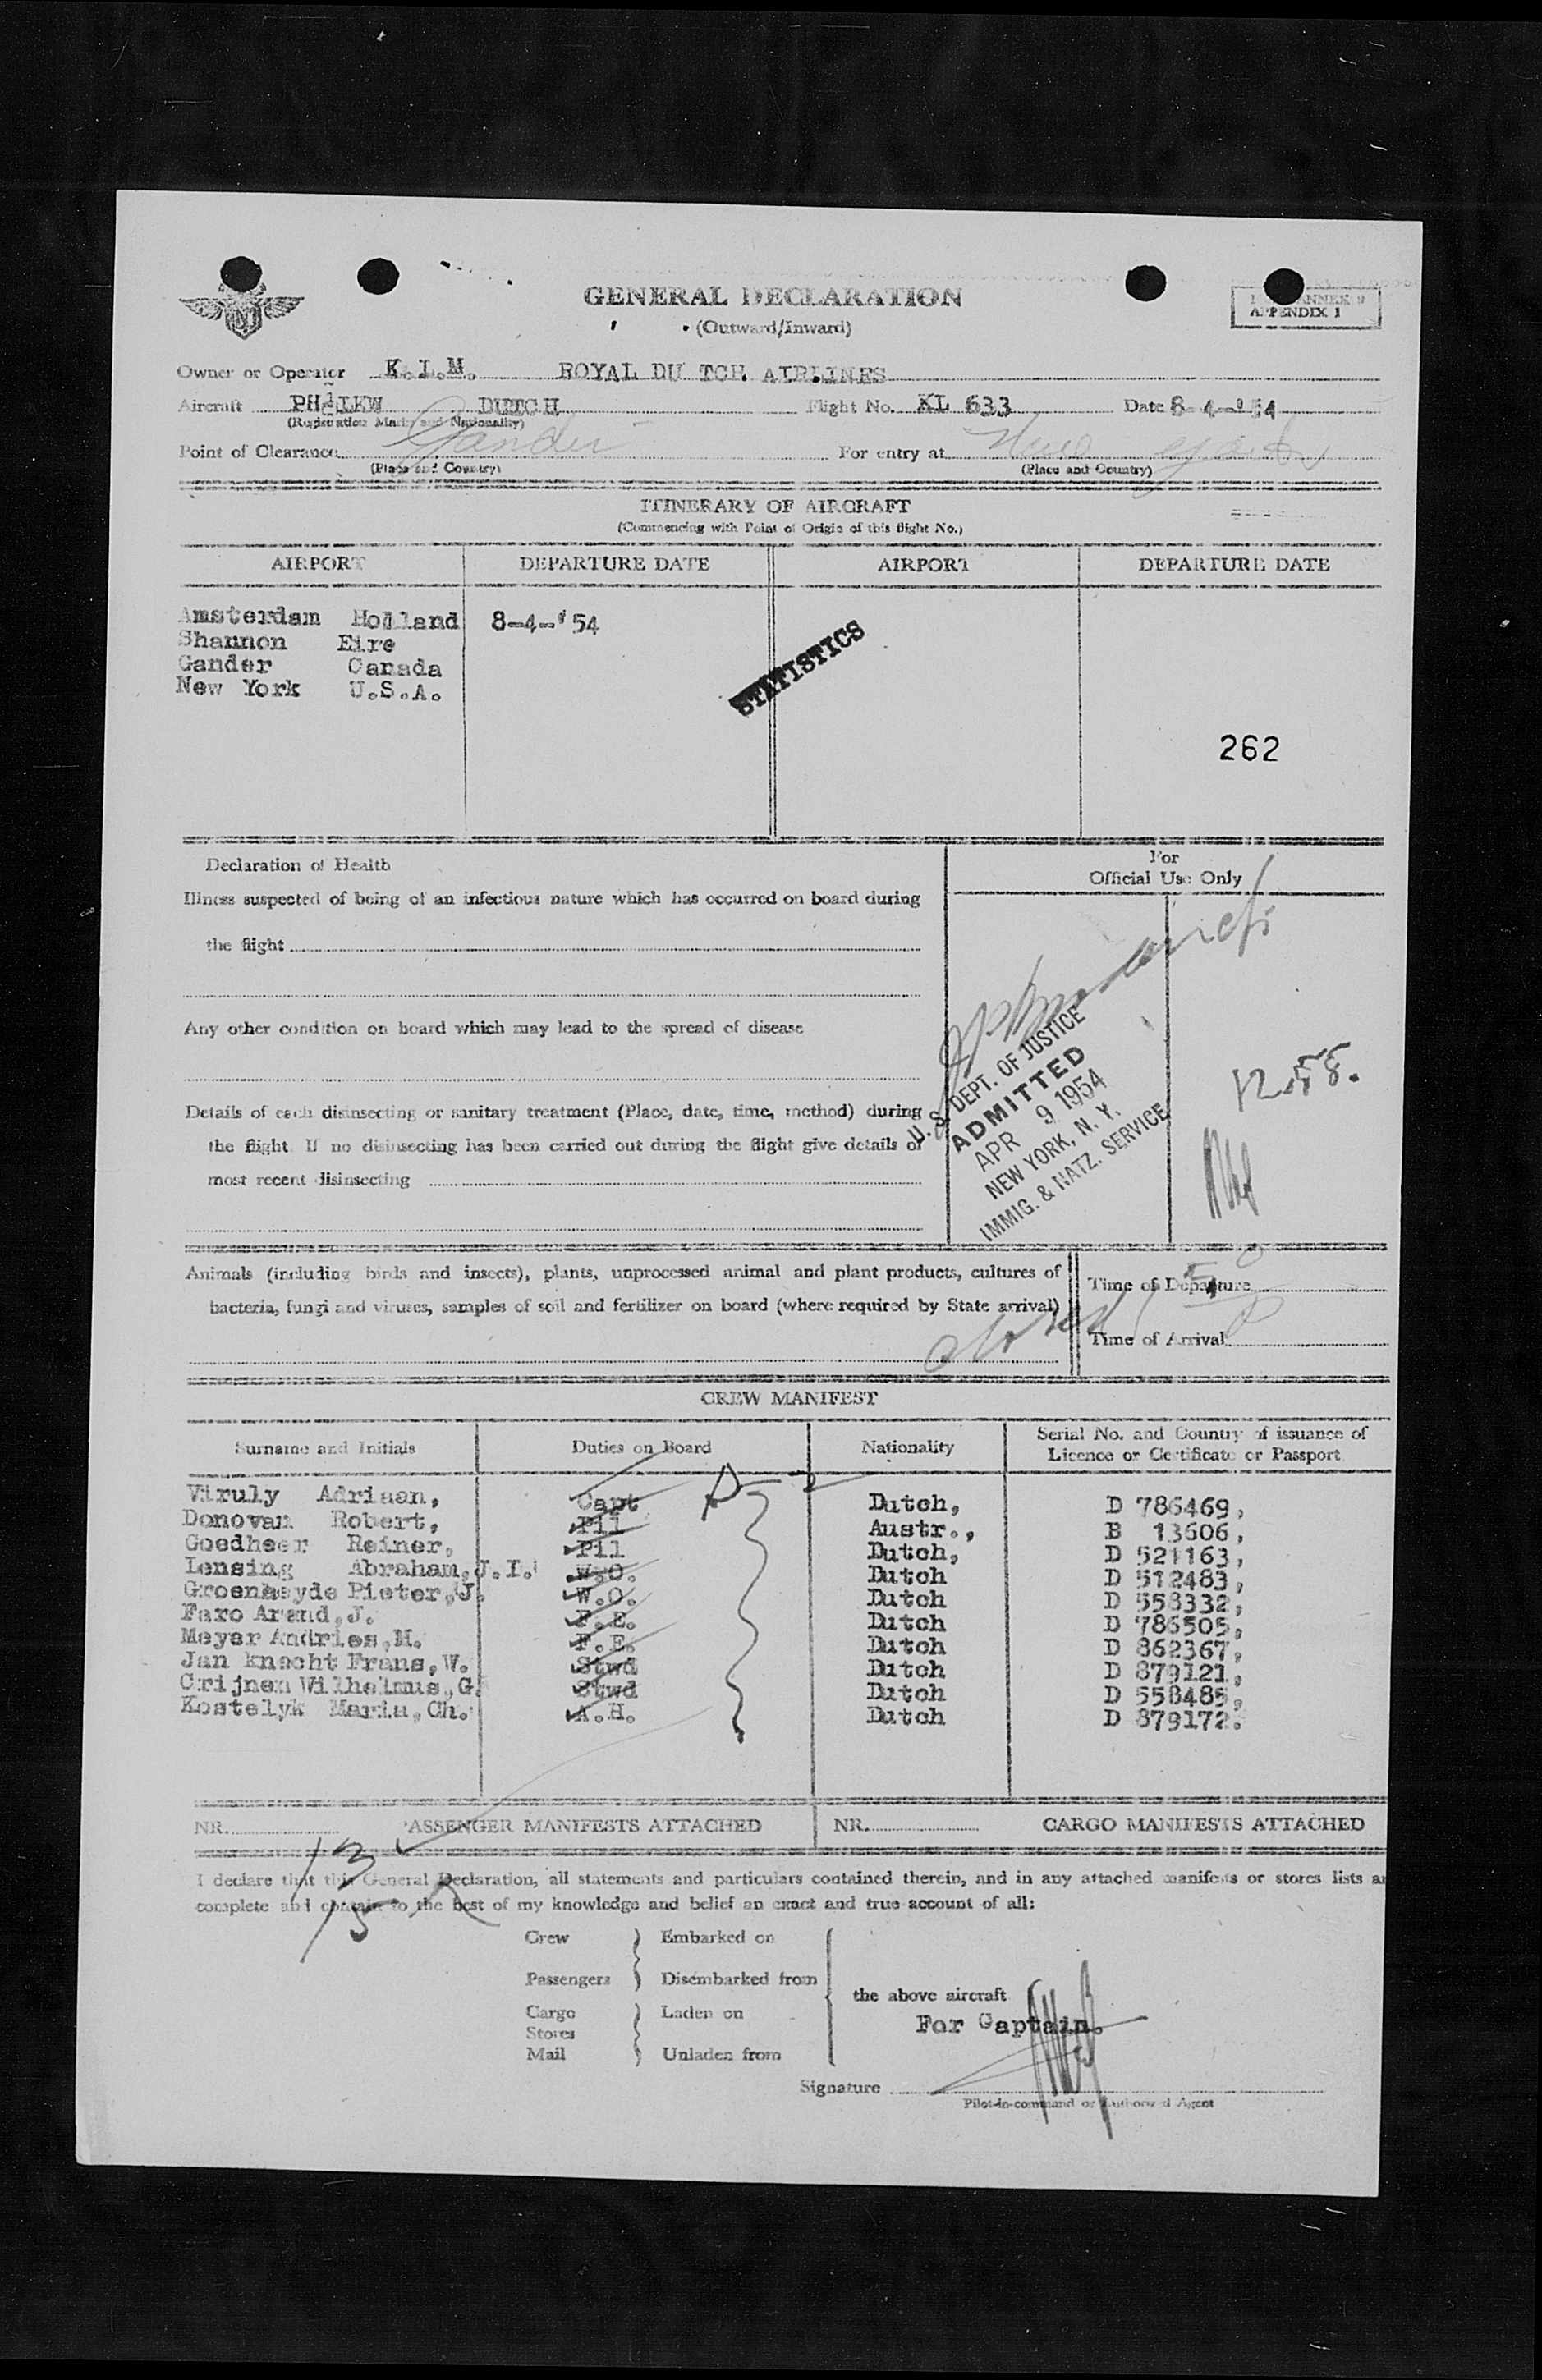 GENERAL DECLARATION
(Outward/Inward)
ANNEX 9
APPENDIX 1
Owner or Operator K.L.M. ROYAL DU TCH AIRLINES
Aircraft DUTCH Flight No. KL 633 Date 8-4-'54
(Registration Marks and Nationality)
Point of Clearance Gander For entry at New York
(Place and Country) (Place and Country)
ITINERARY OF AIRCRAFT
(Commencing with Point of Origin of this flight No.)
AIRPORT DEPARTURE DATE AIRPORT DEPARTURE DATE
Amsterdam Holland 8-4-'54
Shannon Eire
Gander Canada
New York U.S.A.
STATISTICS
262
Declaration of Health
For
Official Use Only
Illness suspected of being of an infectious nature which has occurred on board during
the flight
Any other condition on board which may lead to the spread of disease
Details of each disinsecting or sanitary treatment (Place, date, time, method) during
the flight. If no disinsecting has been carried out during the flight give details of
most recent disinsecting
U. S. DEPT. OF JUSTICE
ADMITTED
APR 9 1954
NEW YORK, N. Y.
IMMIG. & NATZ. SERVICE
12.58.
Animals (including birds and insects), plants, unprocessed animal and plant products, cultures of
bacteria, fungi and viruses, samples of soil and fertilizer on board (where required by State arrival)
Time of Departure
Time of Arrival
CREW MANIFEST
Surname and Initials Duties on Board Nationality Serial No. and Country of issuance of
Licence or Certificate or Passport
Viruly Adriaan, Capt Dutch, D 786469,
Donovan Robert, Pil Austr., B 13606,
Goedheer Reiner, Pil Dutch, D 521163,
Lensing Abraham,J.I. W.O. Dutch D 512483,
Groenheyde Pieter,J. W.O. Dutch D 558332,
Faro Arend,J. F.E. Dutch D 786505,
Meyer Andries,M. F.E. Dutch D 862367,
Jan knecht Frans,W. Stwd Dutch D 879121,
Crijnen Wilhelmus,G. Stwd Dutch D 558485,
Kostelyk Maria,Ch. A.H. Dutch D 879172.
NR. PASSENGER MANIFESTS ATTACHED NR. CARGO MANIFESTS ATTACHED
13
15
I declare that this General Declaration, all statements and particulars contained therein, and in any attached manifests or stores lists
complete and contain to the best of my knowledge and belief an exact and true account of all:
Crew Embarked on
Passengers Disembarked from
the above aircraft
Cargo Laden on
Stores
Mail Unladen from
For Captain.
Signature
Pilot-in-command or Authorized Agent